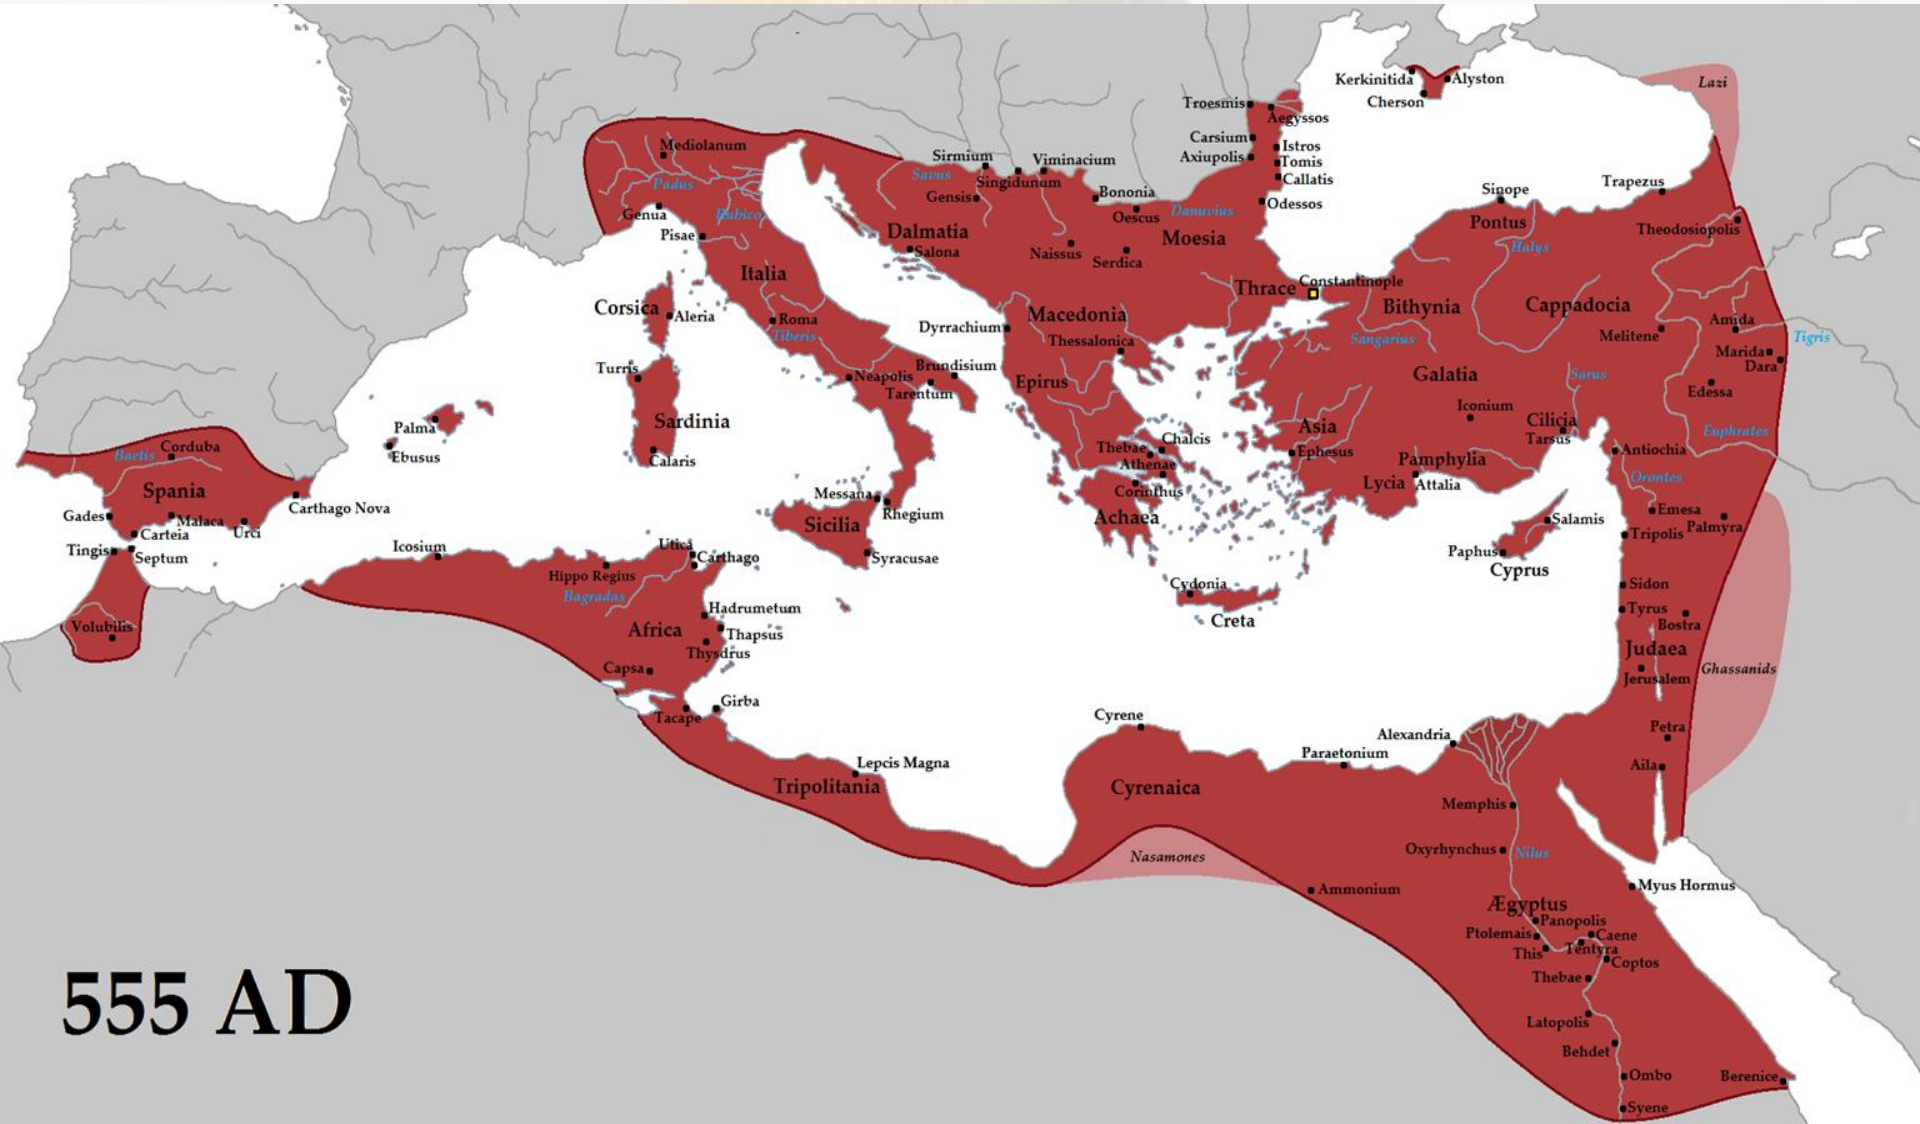 Kerkinitida
Alyston
Cherson
Lazi
Troesmis
Aegyssos
Carsium
Axiupolis
Istros
Tomis
Callatis
Odessos
Mediolanum
Padus
Genua
Rubico
Pisae
Sirmium
Savus
Singidunum
Viminacium
Gensis
Bononia
Oescus
Danuvius
Dalmatia
Salona
Moesia
Naissus
Serdica
Sinope
Trapezus
Pontus
Halys
Theodosiopolis
Italia
Corsica
Aleria
Roma
Tiberis
Thrace
Constantinople
Bithynia
Cappadocia
Macedonia
Dyrrachium
Thessalonica
Sangarius
Melitene
Amida
Tigris
Marida
Dara
Turris
Neapolis
Brundisium
Tarentum
Epirus
Galatia
Sarus
Edessa
Palma
Ebusus
Sardinia
Calaris
Iconium
Cilicia
Tarsus
Asia
Ephesus
Chalcis
Thebae
Athenae
Corinthus
Achaea
Pamphylia
Lycia
Attalia
Antiochia
Euphrates
Orontes
Corduba
Baetis
Spania
Carthago Nova
Gades
Malaca
Carteia
Urci
Tingis
Septum
Messana
Rhegium
Sicilia
Syracusae
Salamis
Paphus
Cyprus
Emesa
Palmyra
Tripolis
Icosium
Utica
Carthago
Hippo Regius
Bagradas
Hadrumetum
Africa
Thapsus
Thysdrus
Capsa
Volubilis
Cydonia
Creta
Sidon
Tyrus
Bostra
Judaea
Jerusalem
Ghassanids
Tacape
Girba
Cyrene
Alexandria
Paraetonium
Petra
Aila
Lepcis Magna
Tripolitania
Cyrenaica
Memphis
Nasamones
Oxyrhynchus
Nilus
Ammonium
Myus Hormus
Ægyptus
Panopolis
Ptolemais
Caene
This
Tentyra
Coptos
Thebae
Latopolis
Behdet
Ombo
Berenice
Syene
555 AD